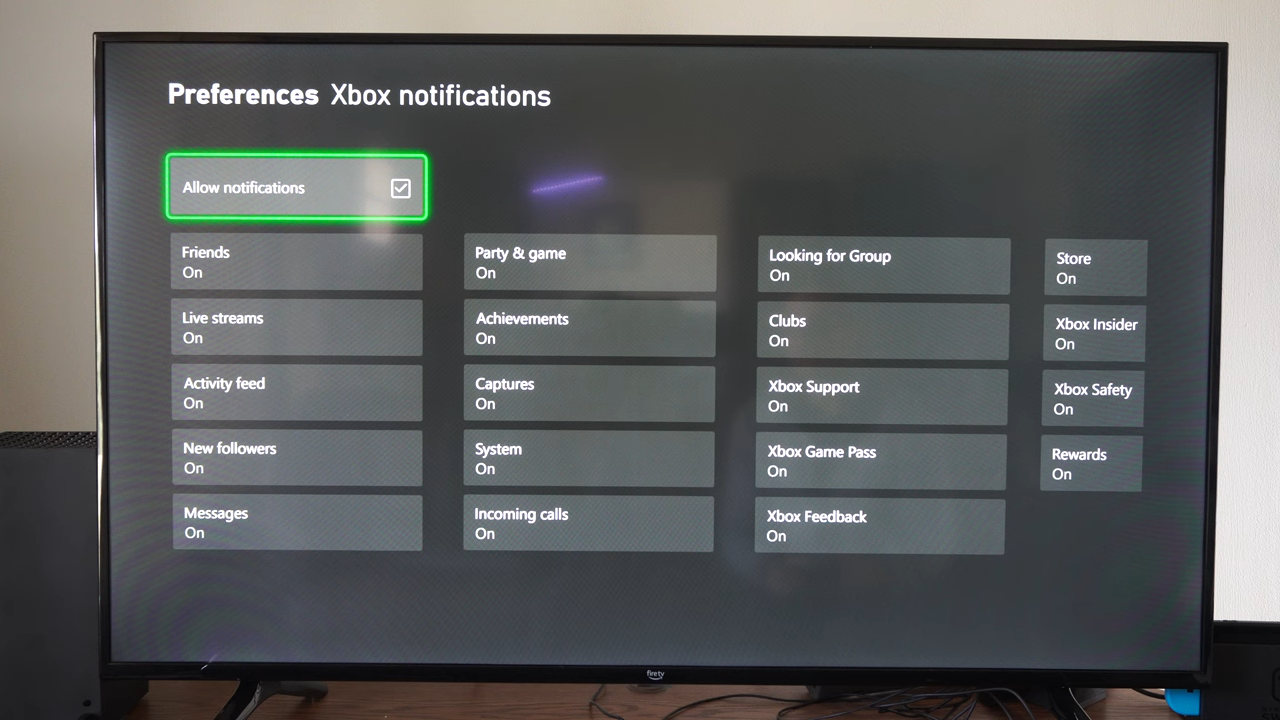 Preferences Xbox notifications
Allow notifications
Friends
On
Live streams
On
Activity feed
On
New followers
On
Messages
On
Party & game
On
Achievements
On
Captures
On
System
On
Incoming calls
On
Looking for Group
On
Clubs
On
Xbox Support
On
Xbox Game Pass
On
Xbox Feedback
On
Store
On
Xbox Insider
On
Xbox Safety
On
Rewards
On
firetv